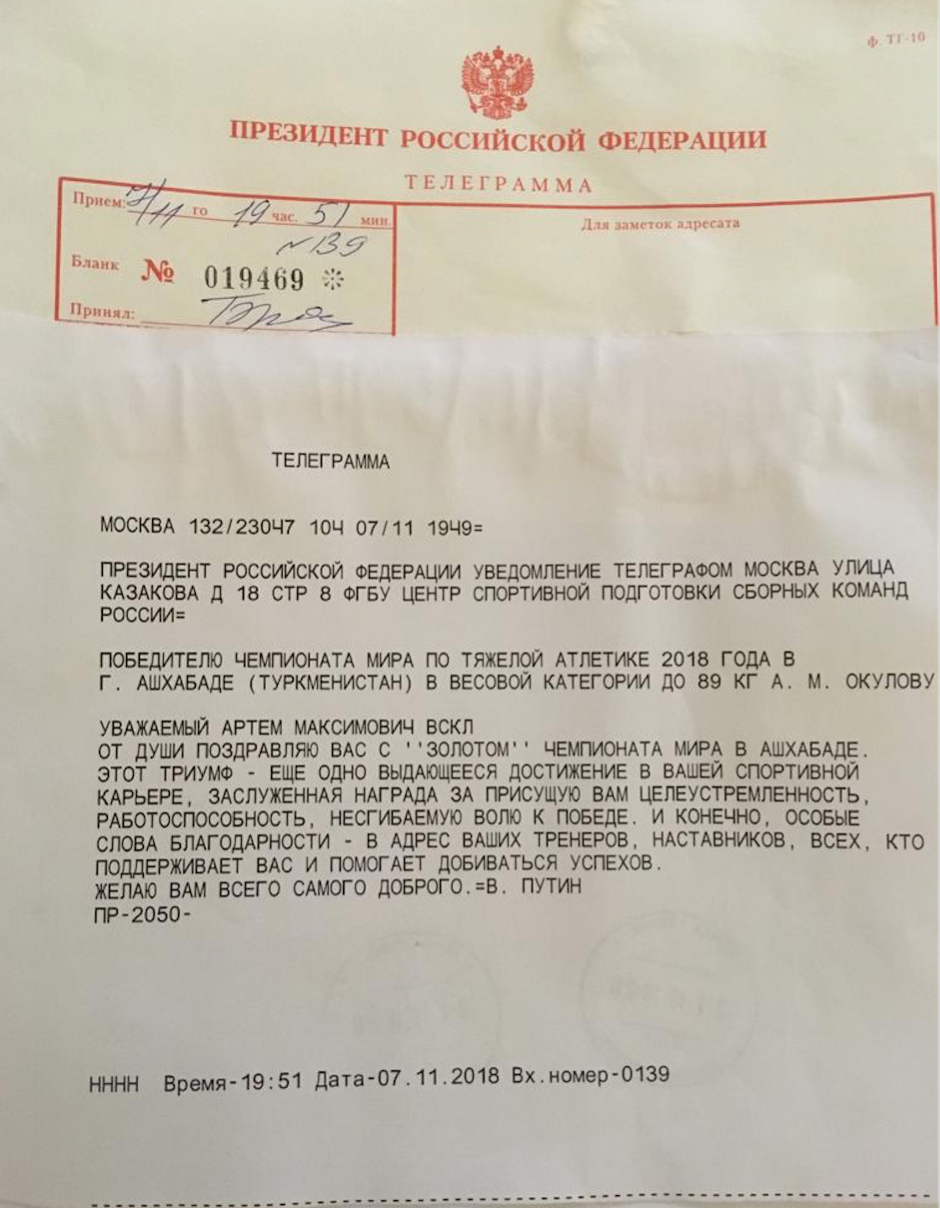 ф. ТГ-10
ПРЕЗИДЕНТ РОССИЙСКОЙ ФЕДЕРАЦИИ
ТЕЛЕГРАММА
Прием: 7/11 го 19 час. 51 мин.
№139
Бланк № 019469 ✻
Принял:
Для заметок адресата
ТЕЛЕГРАММА
МОСКВА 132/230Ч7 10Ч 07/11 19Ч9=
ПРЕЗИДЕНТ РОССИЙСКОЙ ФЕДЕРАЦИИ УВЕДОМЛЕНИЕ ТЕЛЕГРАФОМ МОСКВА УЛИЦА
КАЗАКОВА Д 18 СТР 8 ФГБУ ЦЕНТР СПОРТИВНОЙ ПОДГОТОВКИ СБОРНЫХ КОМАНД
РОССИИ=
ПОБЕДИТЕЛЮ ЧЕМПИОНАТА МИРА ПО ТЯЖЕЛОЙ АТЛЕТИКЕ 2018 ГОДА В
Г. АШХАБАДЕ (ТУРКМЕНИСТАН) В ВЕСОВОЙ КАТЕГОРИИ ДО 89 КГ А. М. ОКУЛОВУ
УВАЖАЕМЫЙ АРТЕМ МАКСИМОВИЧ ВСКЛ
ОТ ДУШИ ПОЗДРАВЛЯЮ ВАС С ''ЗОЛОТОМ'' ЧЕМПИОНАТА МИРА В АШХАБАДЕ.
ЭТОТ ТРИУМФ - ЕЩЕ ОДНО ВЫДАЮЩЕЕСЯ ДОСТИЖЕНИЕ В ВАШЕЙ СПОРТИВНОЙ
КАРЬЕРЕ, ЗАСЛУЖЕННАЯ НАГРАДА ЗА ПРИСУЩУЮ ВАМ ЦЕЛЕУСТРЕМЛЕННОСТЬ,
РАБОТОСПОСОБНОСТЬ, НЕСГИБАЕМУЮ ВОЛЮ К ПОБЕДЕ. И КОНЕЧНО, ОСОБЫЕ
СЛОВА БЛАГОДАРНОСТИ - В АДРЕС ВАШИХ ТРЕНЕРОВ, НАСТАВНИКОВ, ВСЕХ, КТО
ПОДДЕРЖИВАЕТ ВАС И ПОМОГАЕТ ДОБИВАТЬСЯ УСПЕХОВ.
ЖЕЛАЮ ВАМ ВСЕГО САМОГО ДОБРОГО.=В. ПУТИН
ПР-2050-
НННН Время-19:51 Дата-07.11.2018 Вх.номер-0139